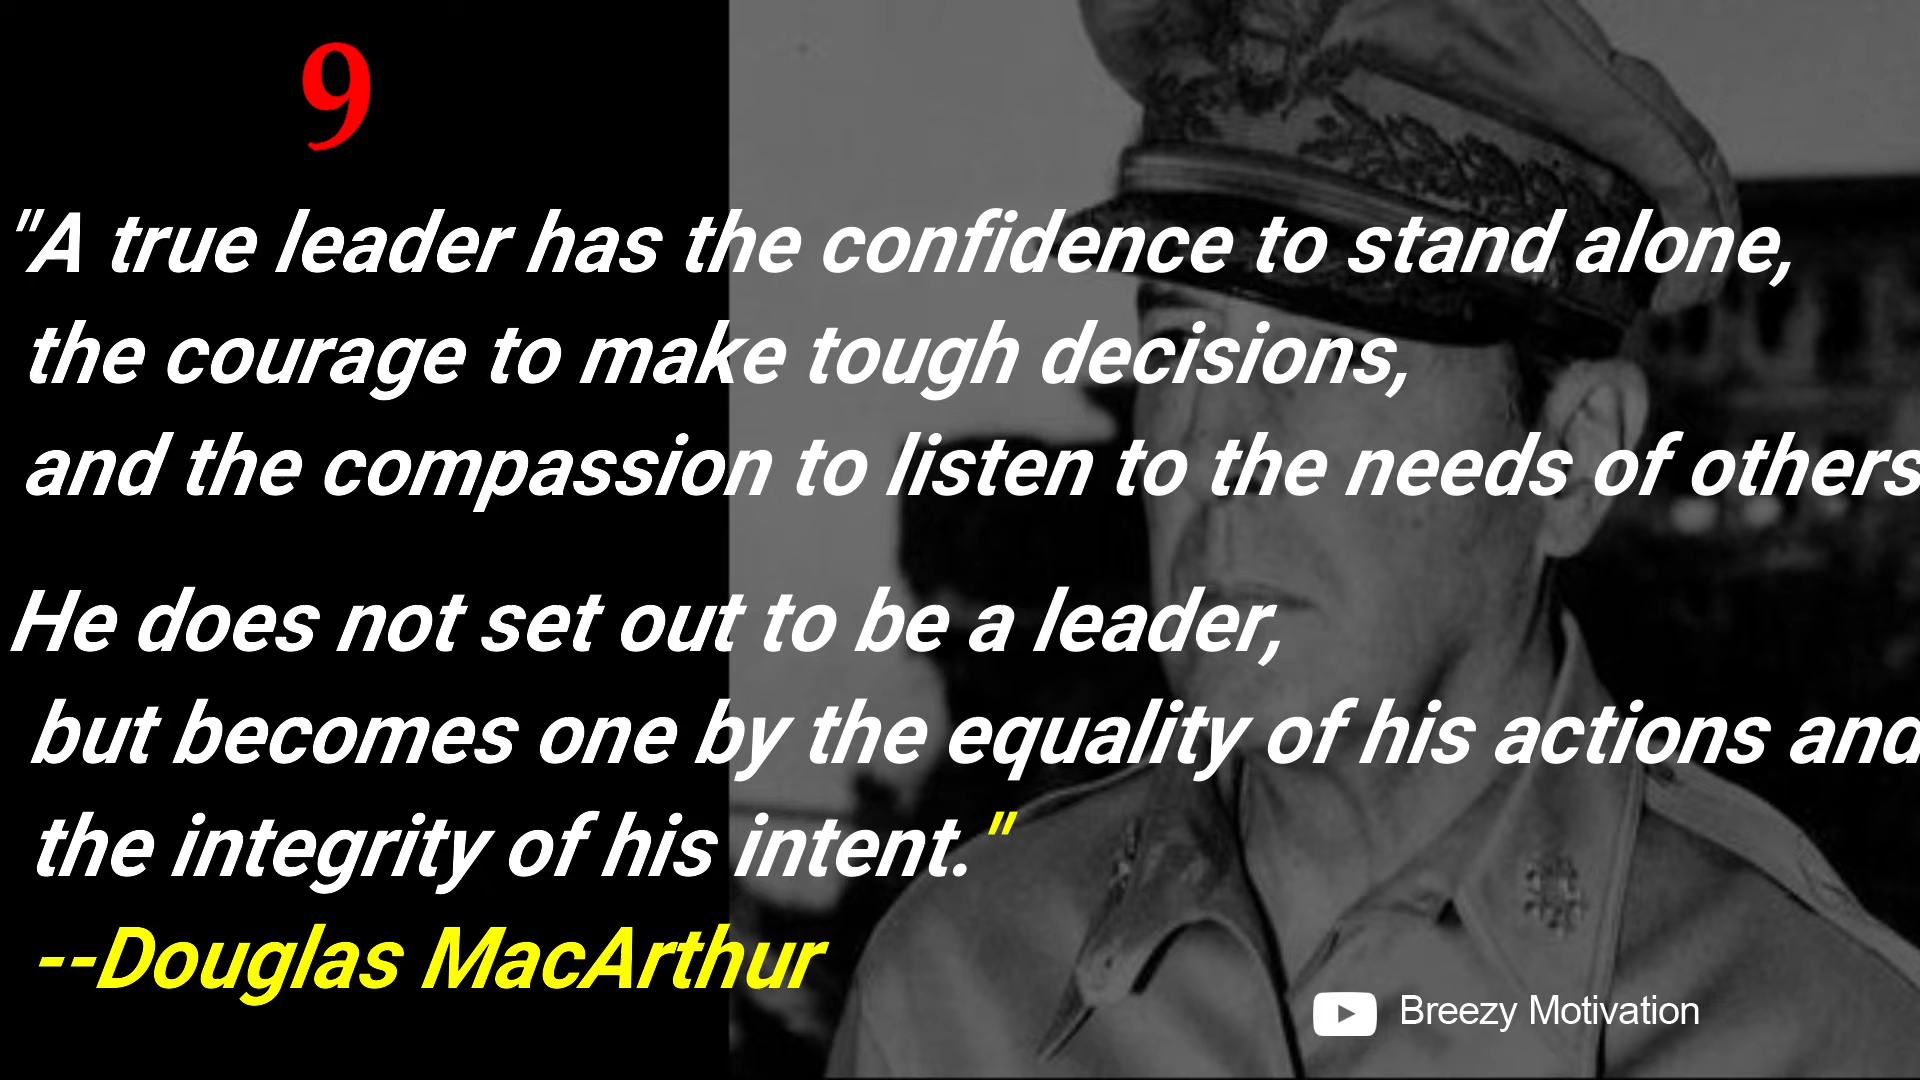 9
"A true leader has the confidence to stand alone,
the courage to make tough decisions,
and the compassion to listen to the needs of others
He does not set out to be a leader,
but becomes one by the equality of his actions and
the integrity of his intent."
--Douglas MacArthur
Breezy Motivation